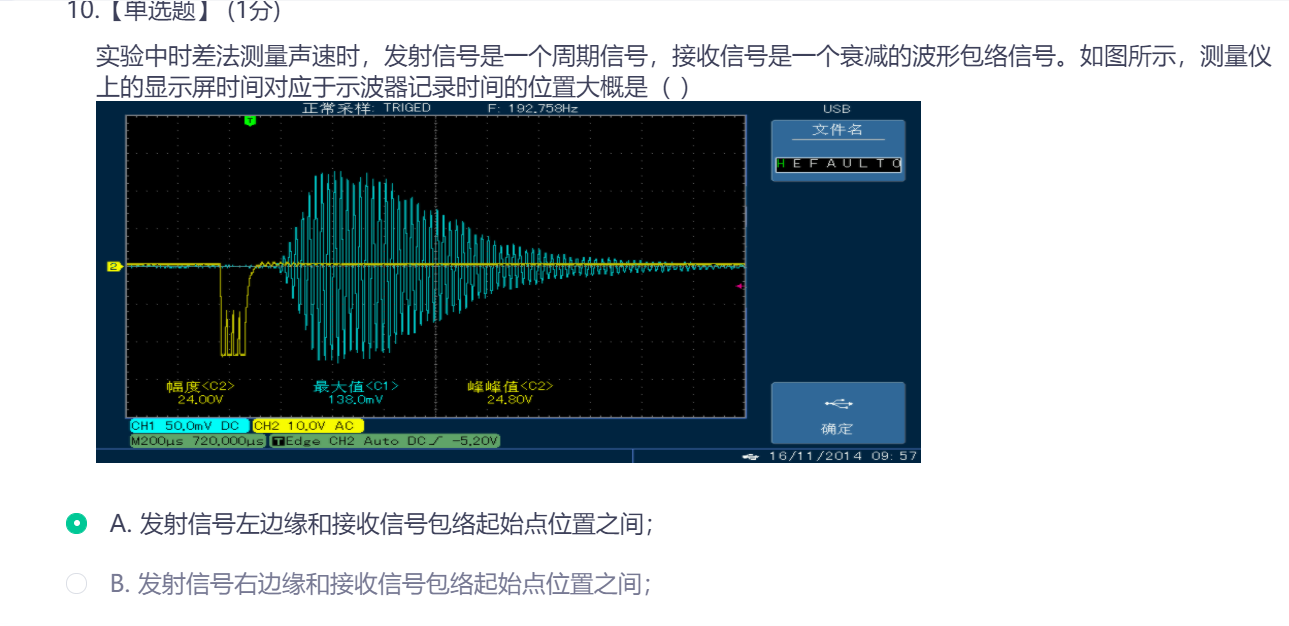 10.【单选题】 (1分)
实验中时差法测量声速时，发射信号是一个周期信号，接收信号是一个衰减的波形包络信号。如图所示，测量仪
上的显示屏时间对应于示波器记录时间的位置大概是（ ）
正常采样: TRIGED F: 192.758Hz USB
T
文件名
HEFAULTO
2
幅度<C2> 最大值<C1> 峰峰值<C2>
24.00V 138.0mV 24.80V
确定
CH1 50.0mV DC CH2 10.0V AC
M200μs 720.000μs TEdge CH2 Auto DC -5.20V
16/11/2014 09:57
A. 发射信号左边缘和接收信号包络起始点位置之间；
B. 发射信号右边缘和接收信号包络起始点位置之间；